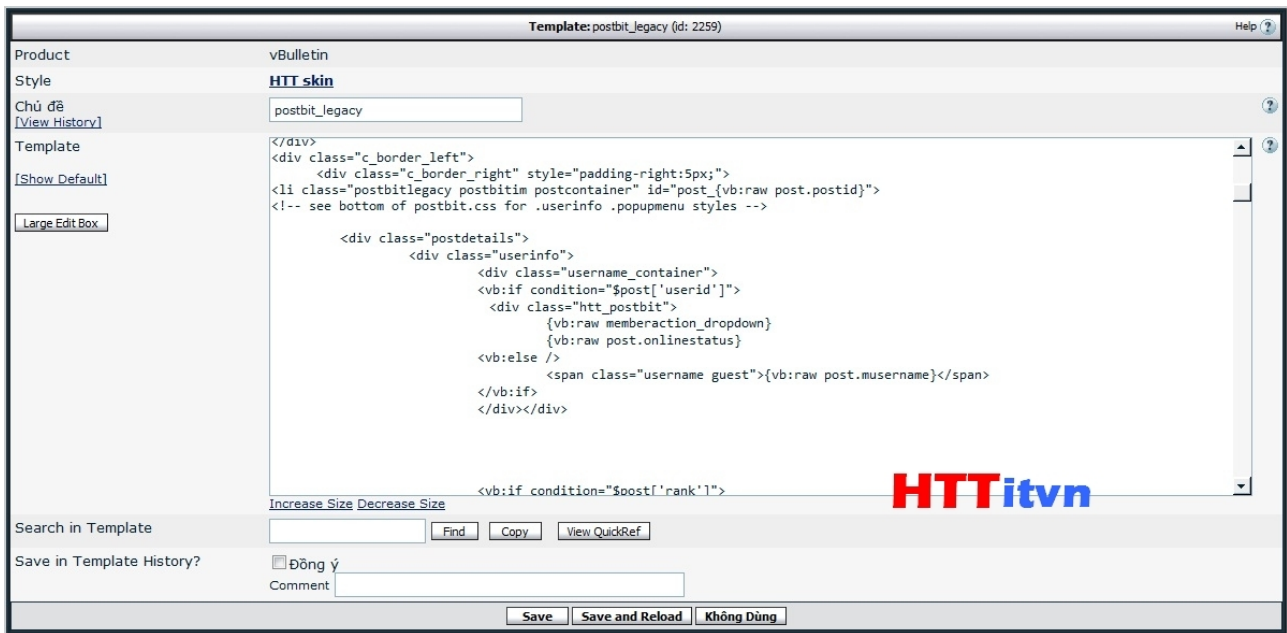 Template: postbit_legacy (id: 2259)
Help ?
Product vBulletin
Style HTT skin
Chủ đề
[View History]
postbit_legacy
?
Template
[Show Default]
Large Edit Box
</div>
<div class="c_border_left">
<div class="c_border_right" style="padding-right:5px;">
<li class="postbitlegacy postbitim postcontainer" id="post_{vb:raw post.postid}">
<!-- see bottom of postbit.css for .userinfo .popupmenu styles -->
<div class="postdetails">
<div class="userinfo">
<div class="username_container">
<vb:if condition="$post['userid']">
<div class="htt_postbit">
{vb:raw memberaction_dropdown}
{vb:raw post.onlinestatus}
<vb:else />
<span class="username guest">{vb:raw post.musername}</span>
</vb:if>
</div></div>
<vb:if condition="$post['rank']">
?
HTTitvn
Increase Size Decrease Size
Search in Template Find Copy View QuickRef
Save in Template History? Đồng ý
Comment
Save Save and Reload Không Dùng